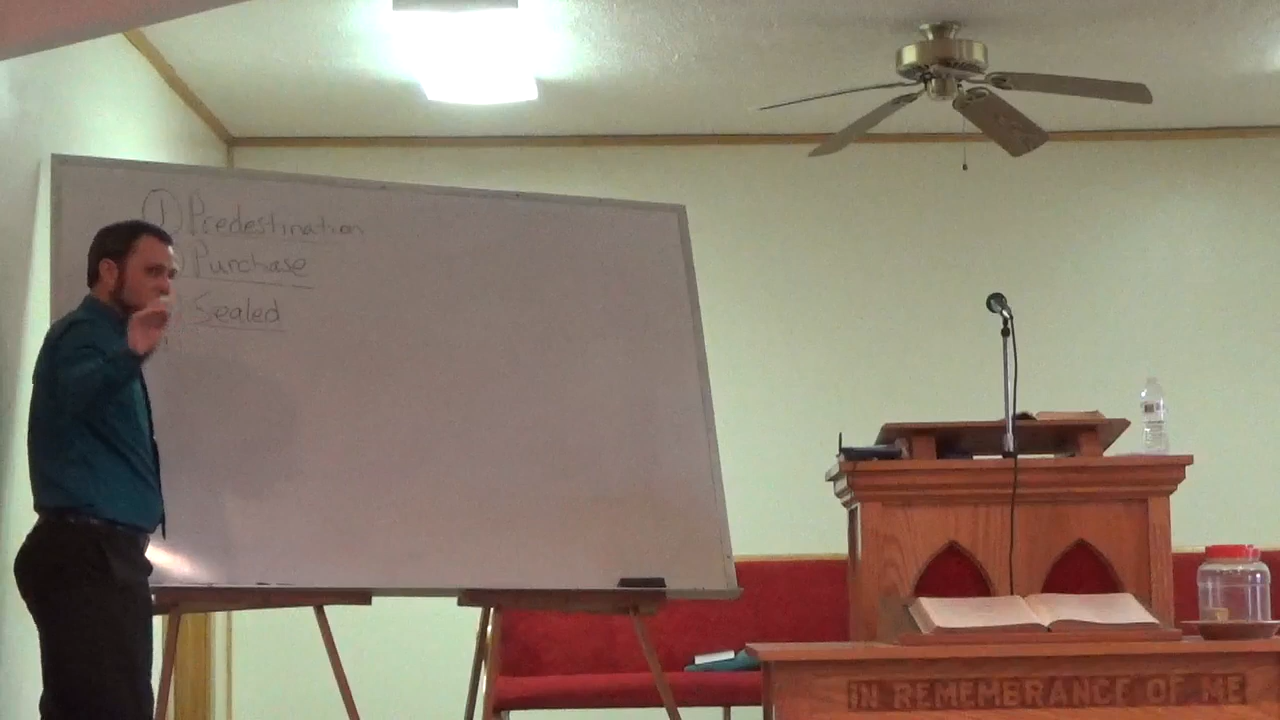 ① Predestination
Purchase
Sealed
IN REMEMBRANCE OF ME